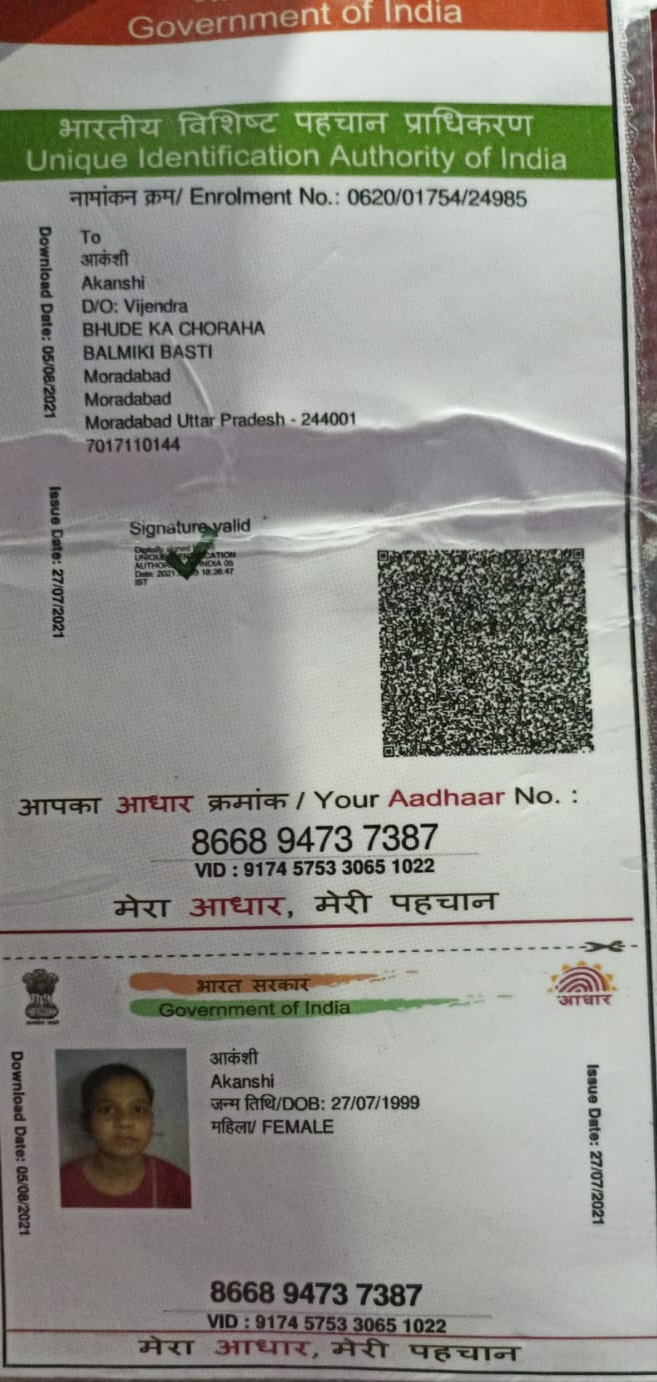 Government of India
भारतीय विशिष्ट पहचान प्राधिकरण
Unique Identification Authority of India
नामांकन क्रम/ Enrolment No.: 0620/01754/24985
Download Date: 05/08/2021
To
आकंशी
Akanshi
D/O: Vijendra
BHUDE KA CHORAHA
BALMIKI BASTI
Moradabad
Moradabad
Moradabad Uttar Pradesh - 244001
7017110144
Issue Date: 27/07/2021
Signature valid
Digitally signed
IST
आपका आधार क्रमांक / Your Aadhaar No. :
8668 9473 7387
VID : 9174 5753 3065 1022
मेरा आधार, मेरी पहचान
भारत सरकार
Government of India
आधार
Download Date: 05/08/2021
आकंशी
Akanshi
जन्म तिथि/DOB: 27/07/1999
महिला/ FEMALE
Issue Date: 27/07/2021
8668 9473 7387
VID : 9174 5753 3065 1022
मेरा आधार, मेरी पहचान